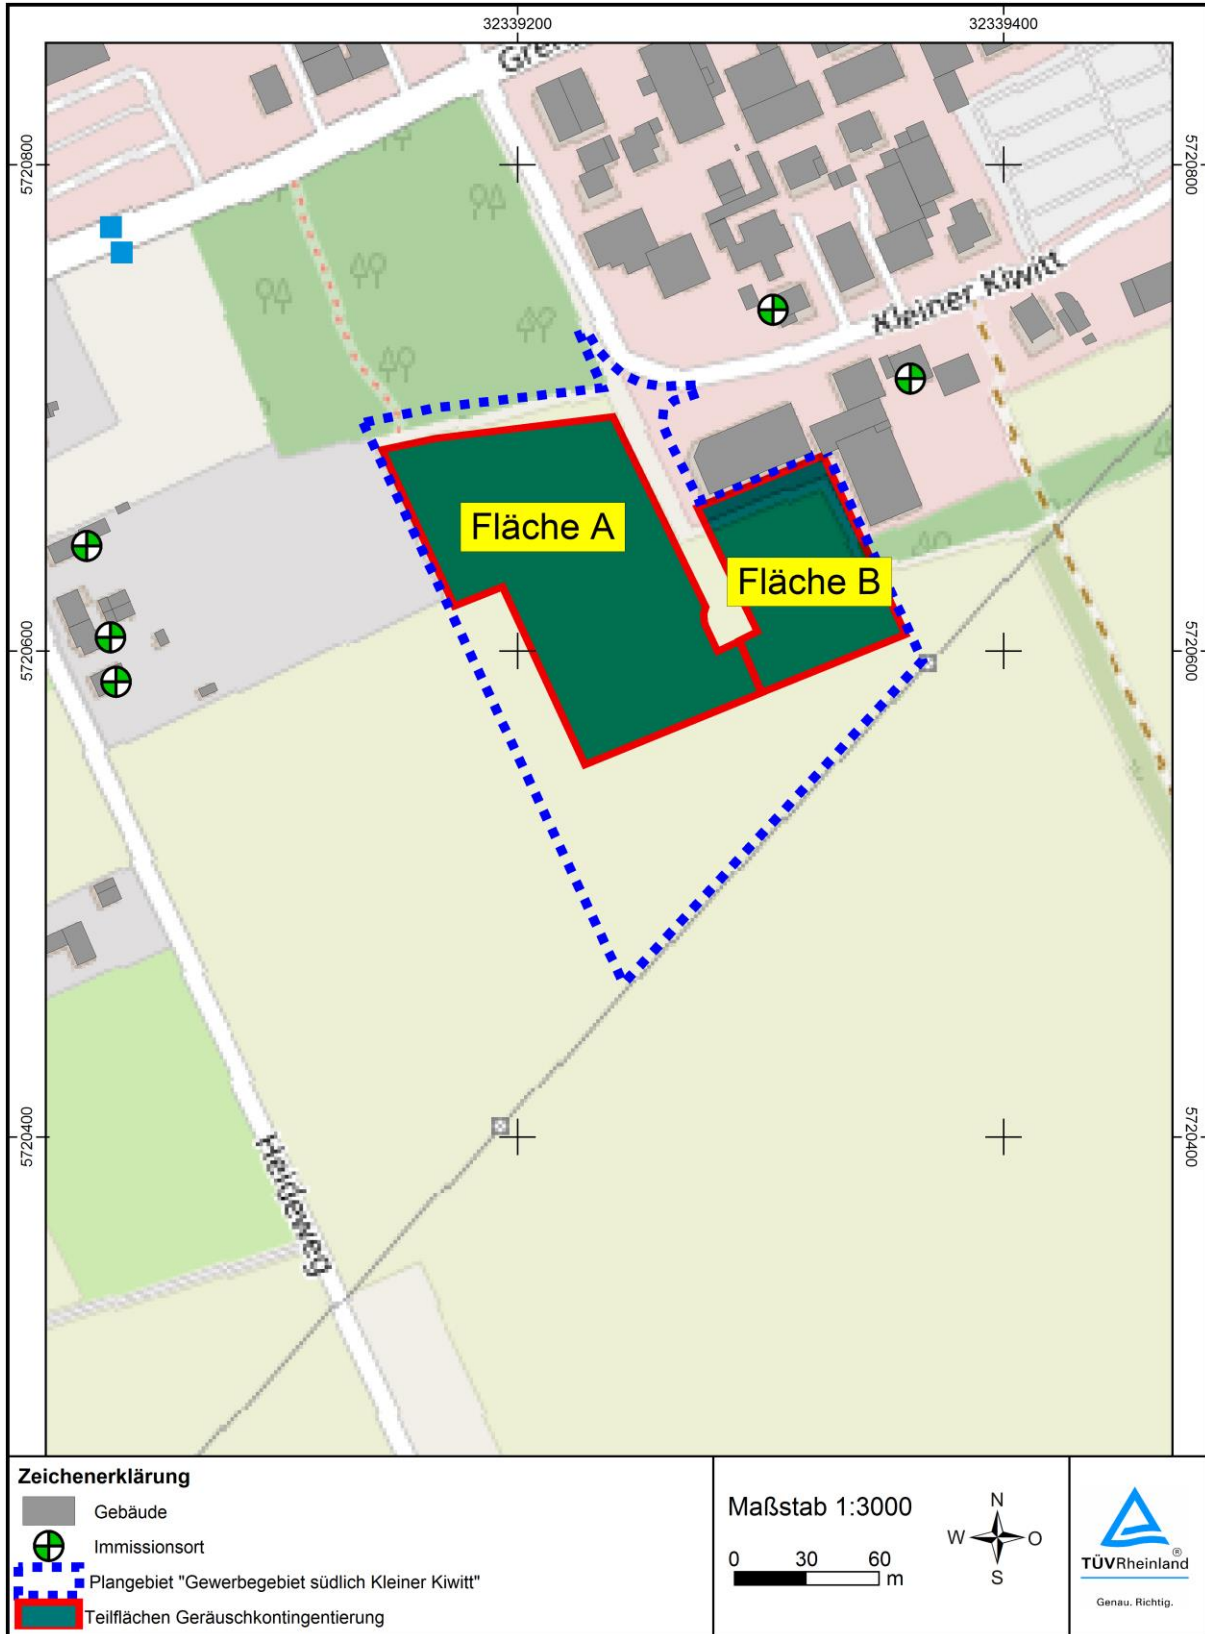 32339200
32339400
5720800
5720800
Kleiner Kiwitt
Fläche A
Fläche B
5720600
5720600
5720400
5720400
Heideweg
Zeichenerklärung
Gebäude
Immissionsort
Plangebiet "Gewerbegebiet südlich Kleiner Kiwitt"
Teilflächen Geräuschkontingentierung
Maßstab 1:3000
0 30 60 m
N
W O
S
TÜVRheinland ®
Genau. Richtig.